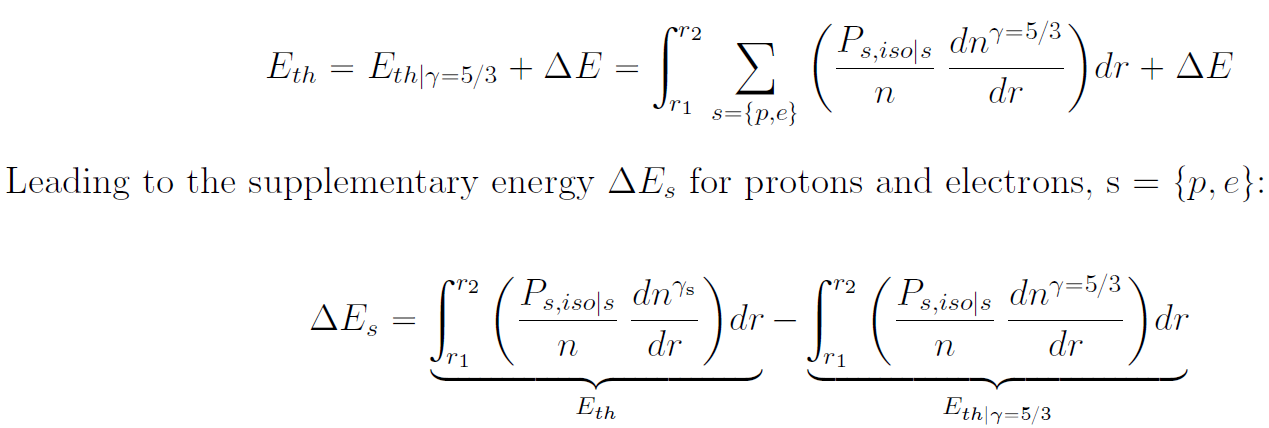 $E_{th} = E_{th|\gamma=5/3} + \Delta E = \int_{r1}^{r2} \sum_{s=\{p,e\}} \left( \frac{P_{s,iso|s}}{n} \frac{dn^{\gamma=5/3}}{dr} \right) dr + \Delta E$
Leading to the supplementary energy $\Delta E_s$ for protons and electrons, s = $\{p, e\}$:
$\Delta E_s = \underbrace{\int_{r1}^{r2} \left( \frac{P_{s,iso|s}}{n} \frac{dn^{\gamma_s}}{dr} \right) dr}_{E_{th}} - \underbrace{\int_{r1}^{r2} \left( \frac{P_{s,iso|s}}{n} \frac{dn^{\gamma=5/3}}{dr} \right) dr}_{E_{th|\gamma=5/3}}$